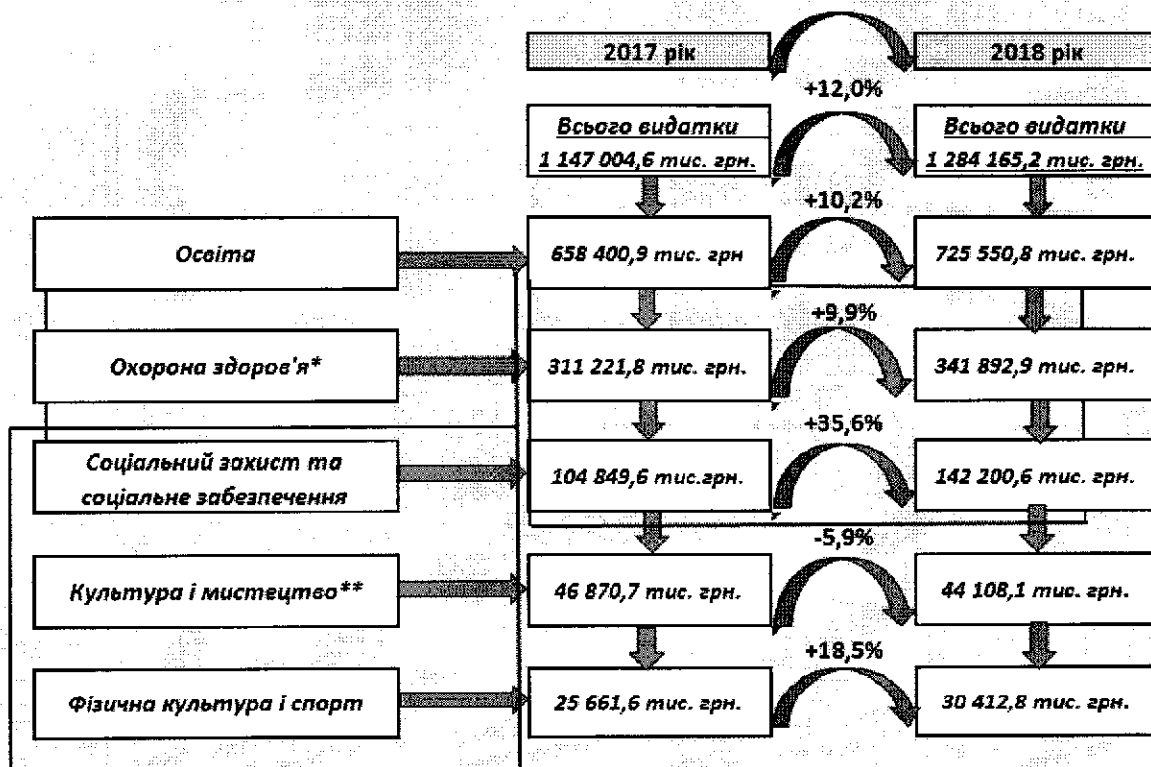 2017 рік
2018 рік
+12,0%
Всього видатки
1 147 004,6 тис. грн.
Всього видатки
1 284 165,2 тис. грн.
+10,2%
Освіта
658 400,9 тис. грн
725 550,8 тис. грн.
+9,9%
Охорона здоров'я*
311 221,8 тис. грн.
341 892,9 тис. грн.
+35,6%
Соціальний захист та
соціальне забезпечення
104 849,6 тис.грн.
142 200,6 тис. грн.
-5,9%
Культура і мистецтво**
46 870,7 тис. грн.
44 108,1 тис. грн.
+18,5%
Фізична культура і спорт
25 661,6 тис. грн.
30 412,8 тис. грн.